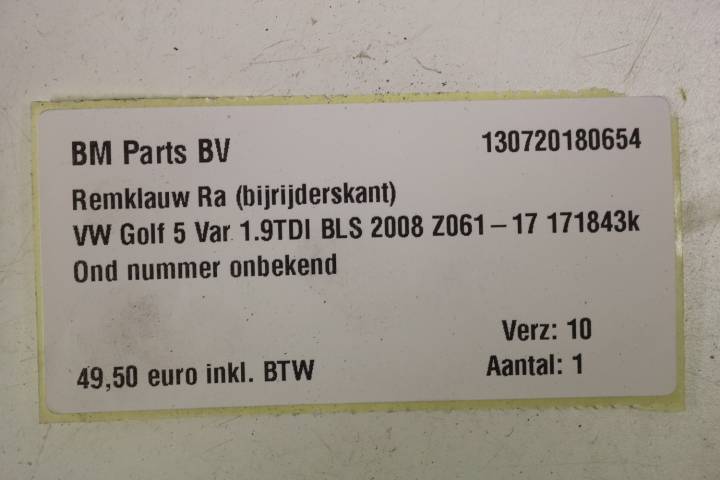 BM Parts BV 130720180654
Remklauw Ra (bijrijderskant)
VW Golf 5 Var 1.9TDI BLS 2008 Z061-17 171843k
Ond nummer onbekend
Verz: 10
49,50 euro inkl. BTW Aantal: 1